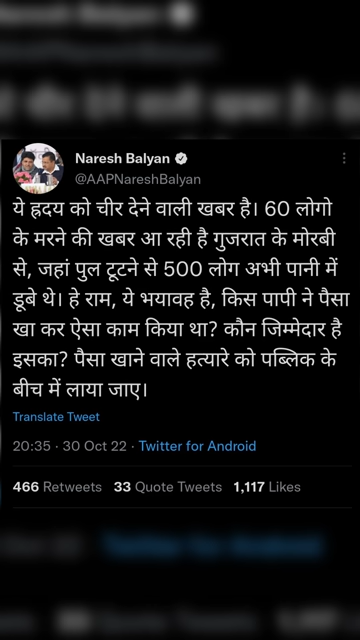 Naresh Balyan
@AAPNareshBalyan
ये ह्रदय को चीर देने वाली खबर है। 60 लोगो
के मरने की खबर आ रही है गुजरात के मोरबी
से, जहां पुल टूटने से 500 लोग अभी पानी में
डूबे थे। हे राम, ये भयावह है, किस पापी ने पैसा
खा कर ऐसा काम किया था? कौन जिम्मेदार है
इसका? पैसा खाने वाले हत्यारे को पब्लिक के
बीच में लाया जाए।
Translate Tweet
20:35 · 30 Oct 22 · Twitter for Android
466 Retweets 33 Quote Tweets 1,117 Likes